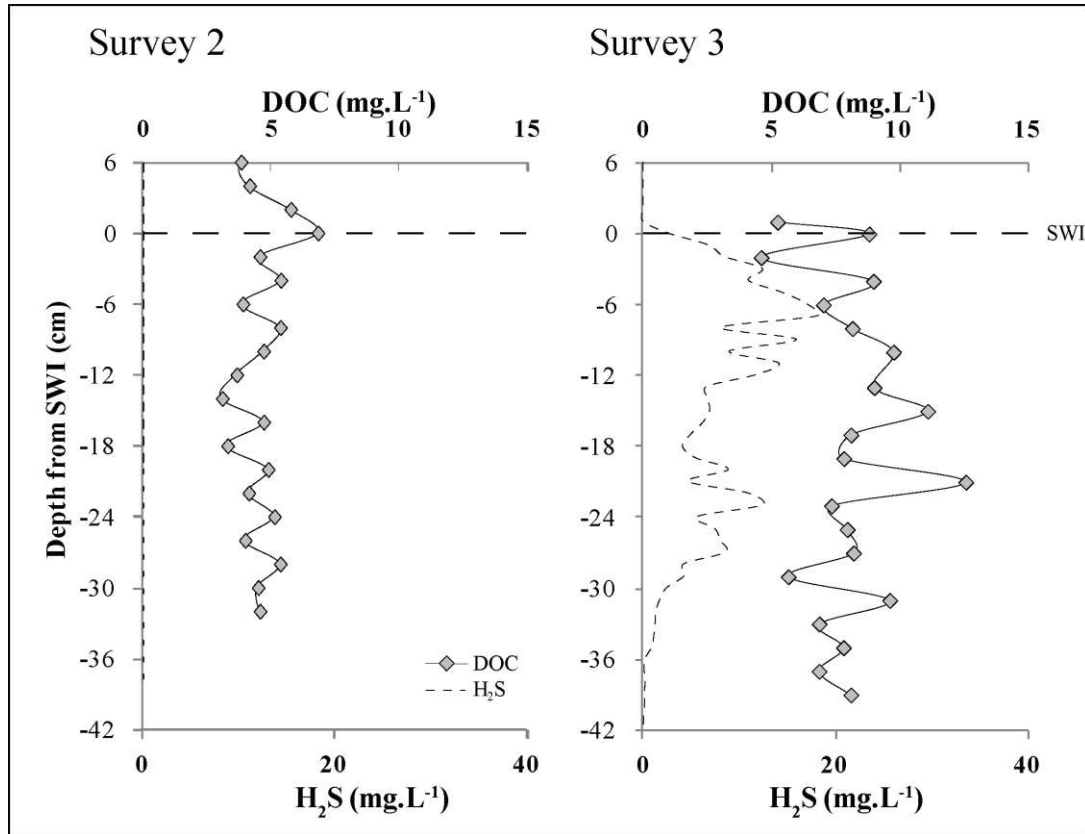 Survey 2
DOC (mg.L⁻¹)
0 5 10 15
6
0
-6
-12
-18
-24
-30
-36
-42
Depth from SWI (cm)
DOC
H₂S
0 20 40
H₂S (mg.L⁻¹)
Survey 3
DOC (mg.L⁻¹)
0 5 10 15
6
0
-6
-12
-18
-24
-30
-36
-42
SWI
0 20 40
H₂S (mg.L⁻¹)